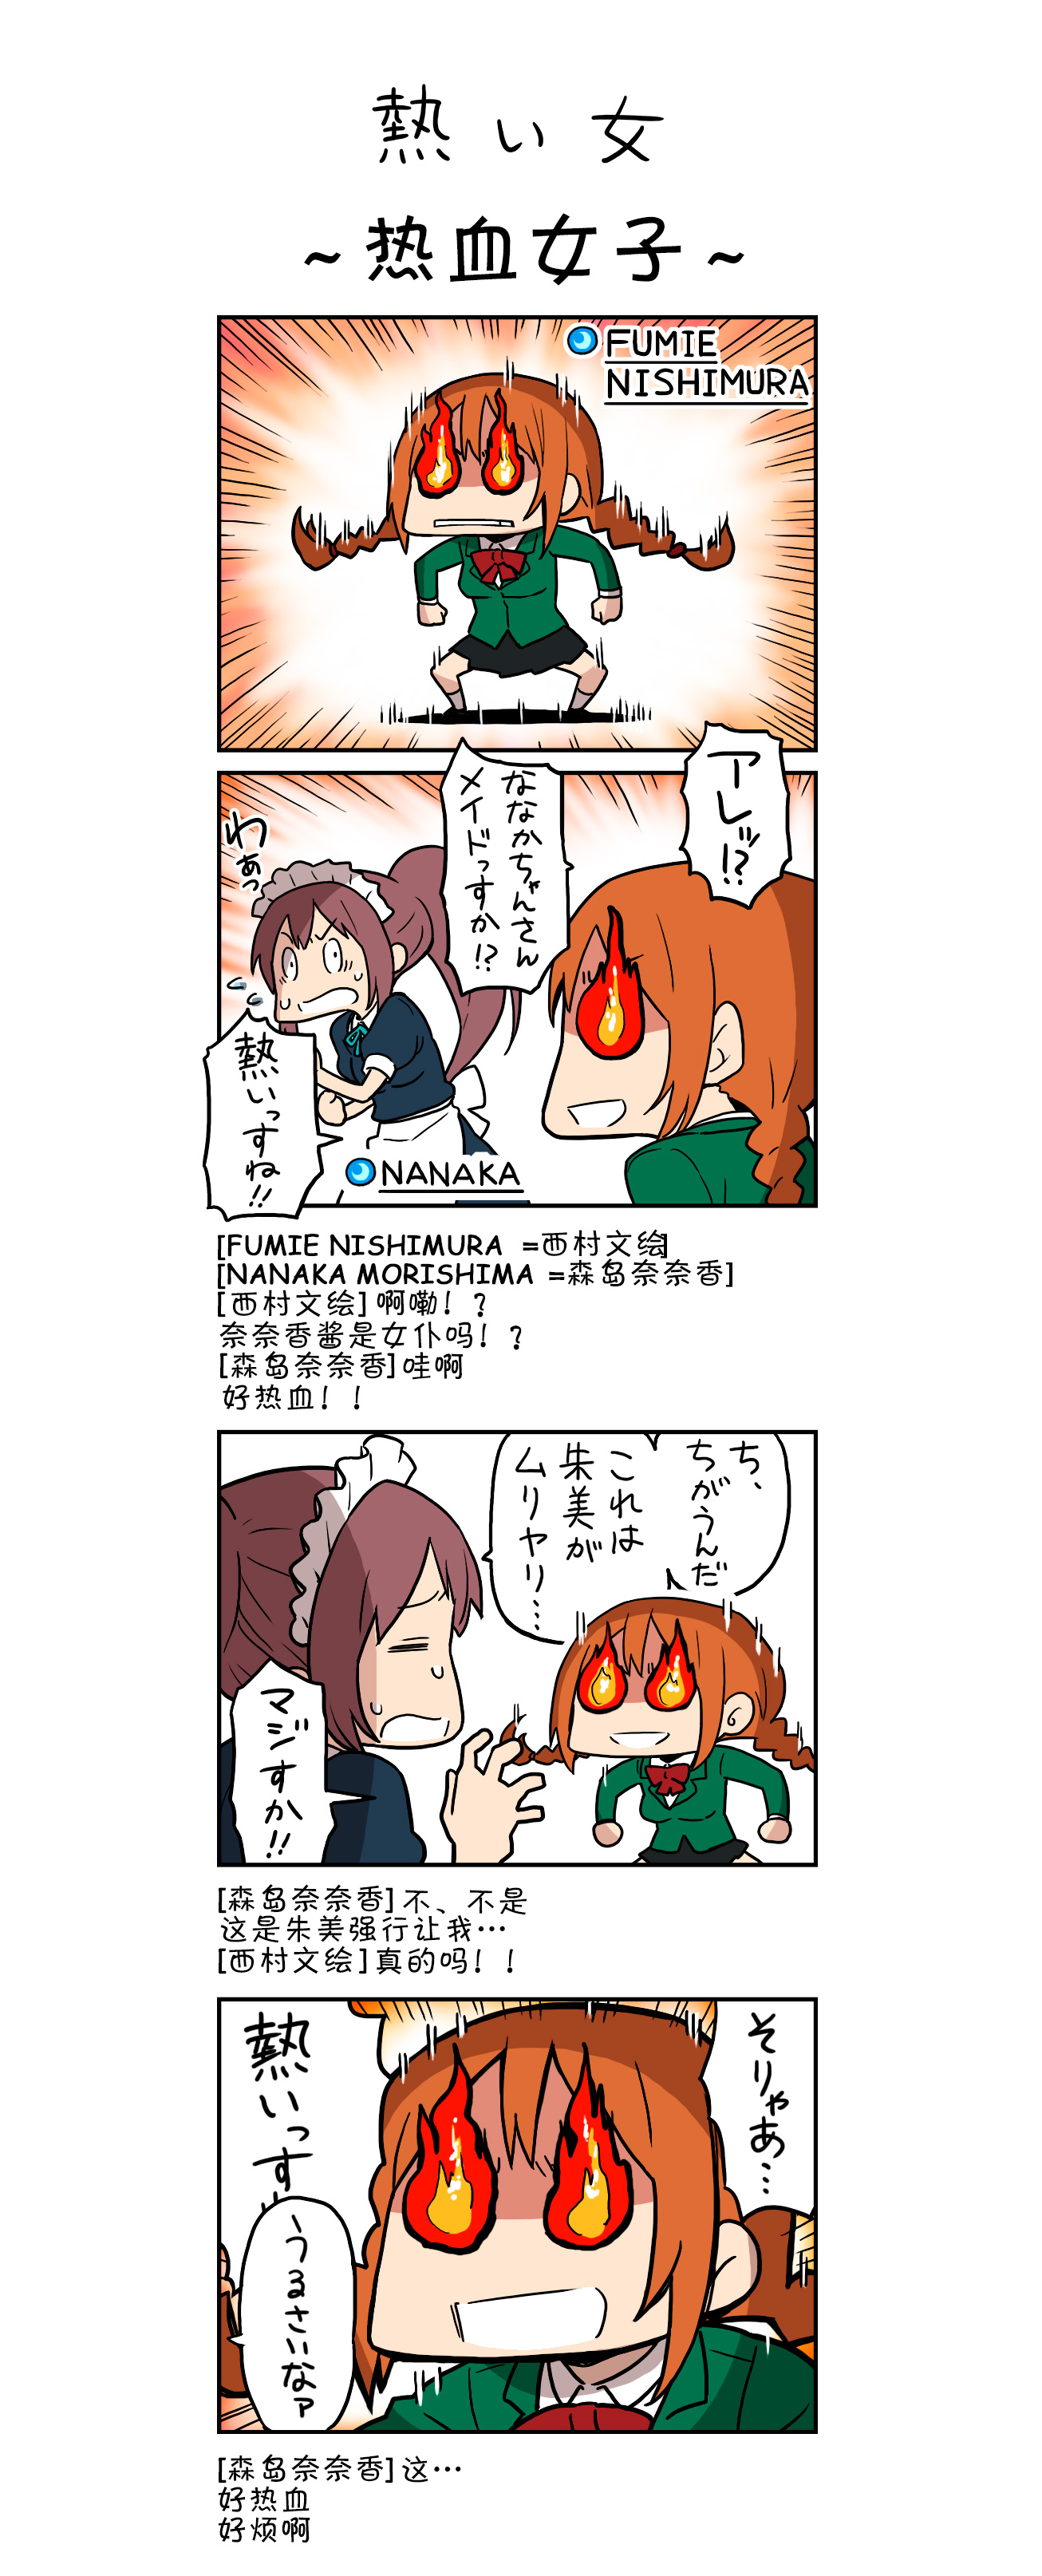 熱い女
~热血女子~
FUMIE
NISHIMURA
アレッ!?
ななかちゃんさん
メイドっすか!?
わぁっ
熱いっすね!!
NANAKA
[FUMIE NISHIMURA =西村文绘]
[NANAKA MORISHIMA =森岛奈奈香]
[西村文绘]啊嘞！？
奈奈香酱是女仆吗！？
[森岛奈奈香]哇啊
好热血！！
ち、
ちがうんだ
これは
朱美が
ムリヤリ…
マジすか!!
[森岛奈奈香]不、不是
这是朱美强行让我…
[西村文绘]真的吗！！
そりゃあ…
熱いっす
うるさいなァ
[森岛奈奈香]这…
好热血
好烦啊